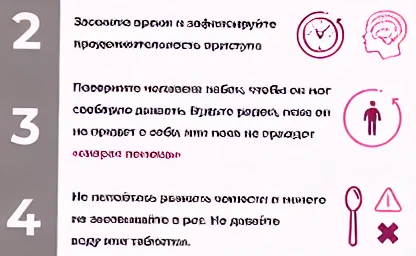 2
Засеките время и зафиксируйте
продолжительность приступа
3
Поверните человека набок, чтобы он мог
свободно дышать. Будьте рядом, пока он
не придет в себя или пока не приедет
скорая помощь
4
Не пытайтесь разжать челюсти и ничего
не засовывайте в рот. Не давайте
воду или таблетки.